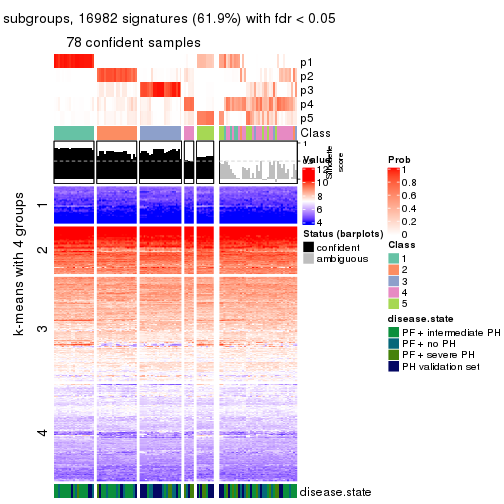 subgroups, 16982 signatures (61.9%) with fdr < 0.05
78 confident samples
p1
p2
p3
p4
p5
Class
1
score
k-means with 4 groups
1
2
3
4
Value
12
10
8
6
4
Status (barplots)
confident
ambiguous
Prob
1
0.8
0.6
0.4
0.2
0
Class
1
2
3
4
5
disease.state
PF + intermediate PH
PF + no PH
PF + severe PH
PH validation set
disease.state